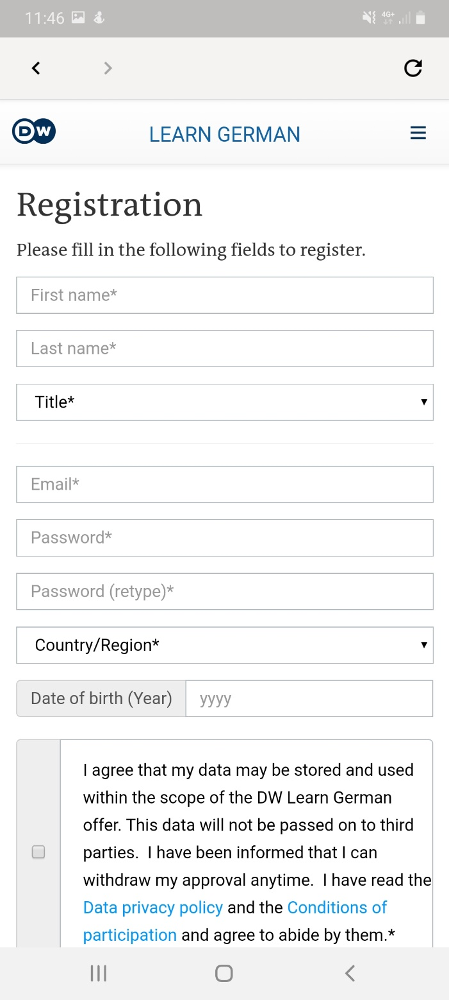 11:46
4G+
DW
LEARN GERMAN
Registration
Please fill in the following fields to register.
First name*
Last name*
Title*
Email*
Password*
Password (retype)*
Country/Region*
Date of birth (Year) yyyy
I agree that my data may be stored and used
within the scope of the DW Learn German
offer. This data will not be passed on to third
parties.  I have been informed that I can
withdraw my approval anytime.  I have read the
Data privacy policy and the Conditions of
participation and agree to abide by them.*